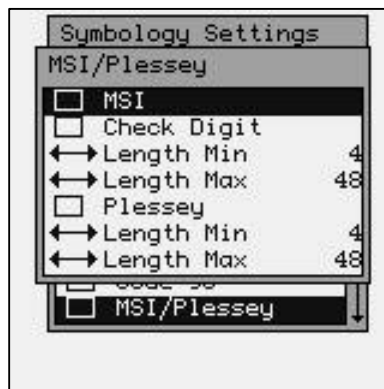 Symbology Settings
MSI/Plessey
MSI
Check Digit
Length Min 4
Length Max 48
Plessey
Length Min 4
Length Max 48
MSI/Plessey